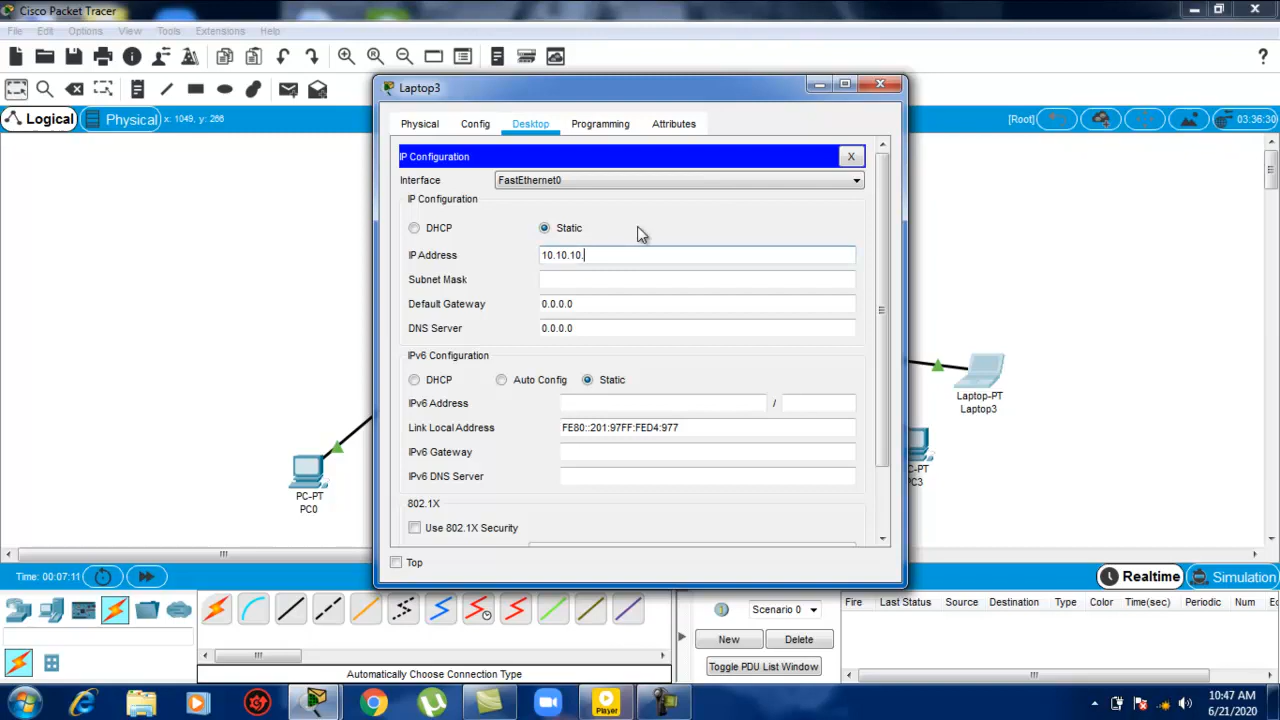 Cisco Packet Tracer
File Edit Options View Tools Extensions Help
Laptop3
Logical Physical x: 1049, y: 266 [Root] 03:36:30
Physical Config Desktop Programming Attributes
IP Configuration X
Interface FastEthernet0
IP Configuration
DHCP Static
IP Address 10.10.10.
Subnet Mask
Default Gateway 0.0.0.0
DNS Server 0.0.0.0
IPv6 Configuration
DHCP Auto Config Static
IPv6 Address /
Link Local Address FE80::201:97FF:FED4:977
IPv6 Gateway
IPv6 DNS Server
802.1X
Use 802.1X Security
Top
Laptop-PT
Laptop3
PC-PT
PC0
C-PT
PC3
Time: 00:07:11 Realtime Simulation
Scenario 0 Fire Last Status Source Destination Type Color Time(sec) Periodic Num Ec
New Delete
Toggle PDU List Window
Automatically Choose Connection Type
Player
10:47 AM
6/21/2020